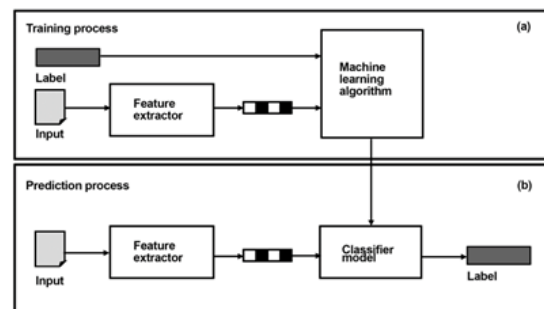 Training process
(a)
Label
Machine
learning
algorithm
Feature
extractor
Input
Prediction process
(b)
Feature
extractor
Classifier
model
Input
Label